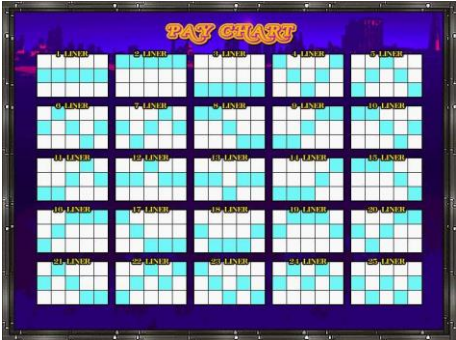 PAY CHART
1 LINER 2 LINER 3 LINER 4 LINER 5 LINER
6 LINER 7 LINER 8 LINER 9 LINER 10 LINER
11 LINER 12 LINER 13 LINER 14 LINER 15 LINER
16 LINER 17 LINER 18 LINER 19 LINER 20 LINER
21 LINER 22 LINER 23 LINER 24 LINER 25 LINER